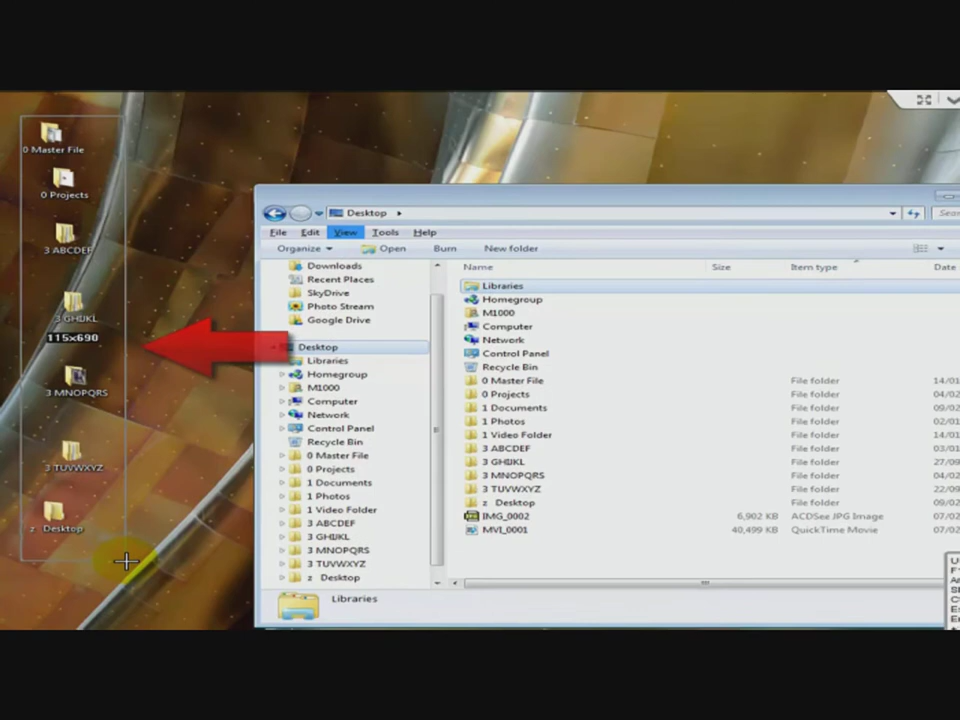 0 Master File
0 Projects
3 ABCDEF
3 GHIJKL
115x690
3 MNOPQRS
3 TUVWXYZ
z Desktop
Desktop
File Edit View Tools Help
Organize Open Burn New folder
Downloads
Recent Places
SkyDrive
Photo Stream
Google Drive
Desktop
Libraries
Homegroup
M1000
Computer
Network
Control Panel
Recycle Bin
0 Master File
0 Projects
1 Documents
1 Photos
1 Video Folder
3 ABCDEF
3 GHIJKL
3 MNOPQRS
3 TUVWXYZ
z Desktop
Name Size Item type Date
Libraries
Homegroup
M1000
Computer
Network
Control Panel
Recycle Bin
0 Master File File folder 14/01
0 Projects File folder 04/02
1 Documents File folder 09/02
1 Photos File folder 02/01
1 Video Folder File folder 14/01
3 ABCDEF File folder 03/01
3 GHIJKL File folder 27/09
3 MNOPQRS File folder 04/02
3 TUVWXYZ File folder 22/09
z Desktop File folder 09/02
IMG_0002 6,902 KB ACDSee JPG Image 07/02
MVI_0001 40,499 KB QuickTime Movie 07/02
Libraries